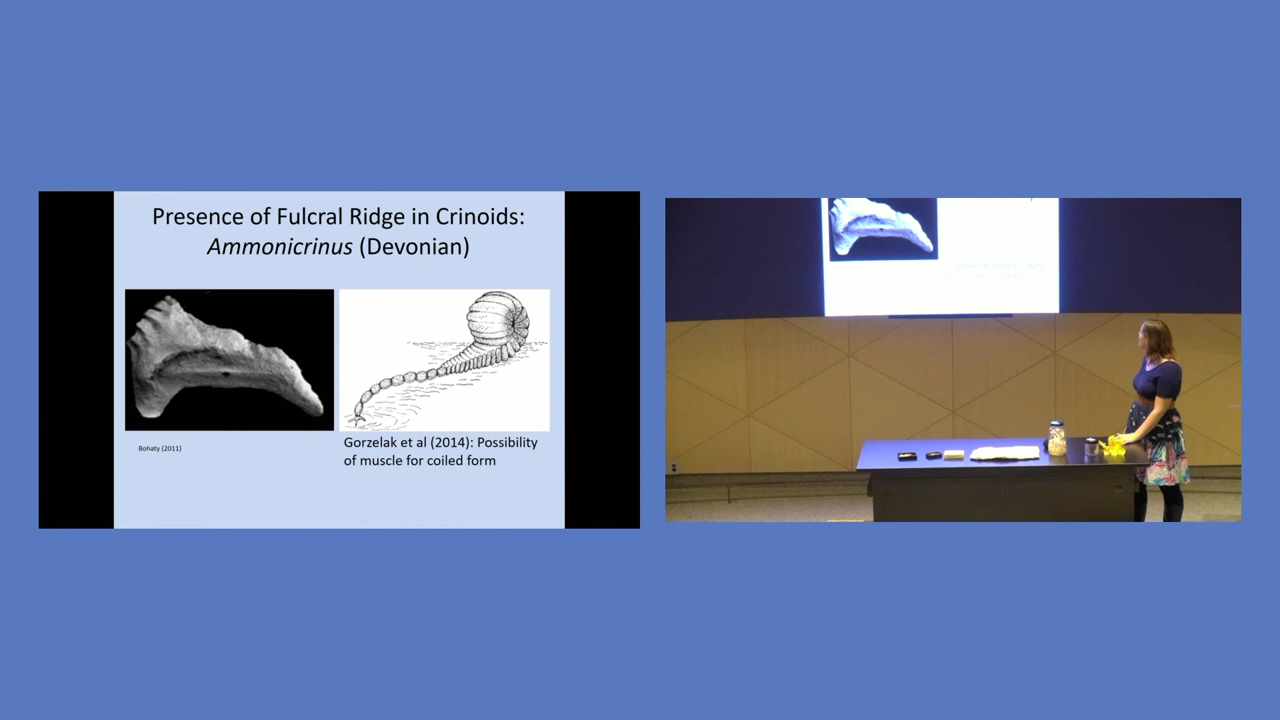 Presence of Fulcral Ridge in Crinoids:
Ammonicrinus (Devonian)
Bohaty (2011)
Gorzelak et al (2014): Possibility
of muscle for coiled form